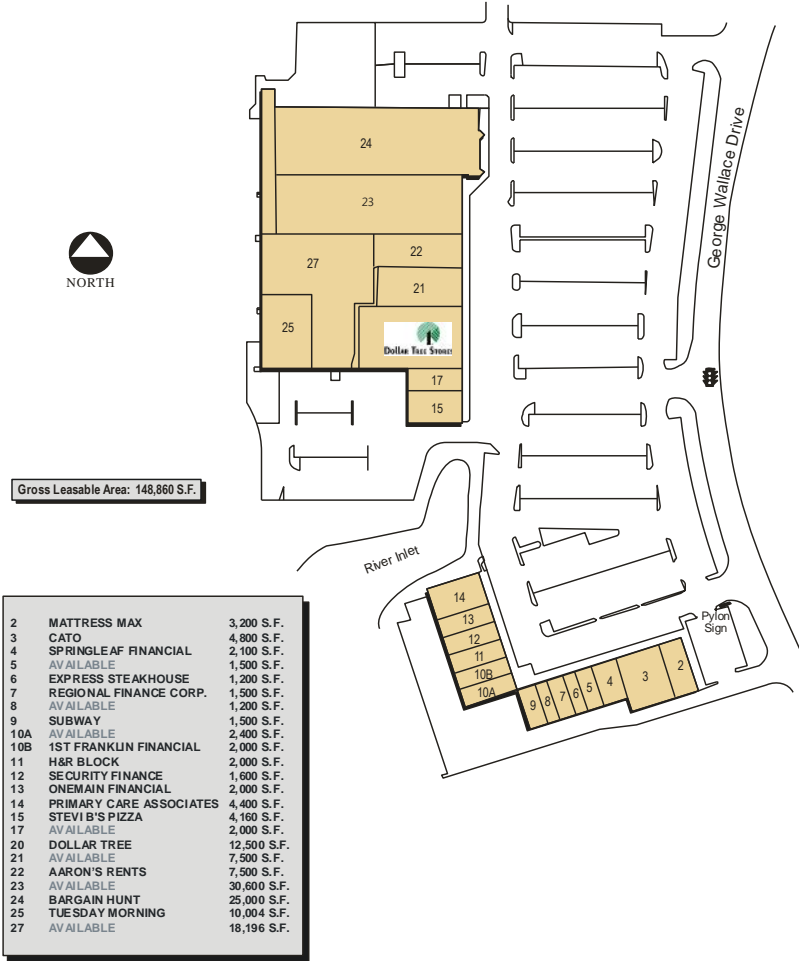 24
23
22
27
21
25
DOLLAR TREE STORES
17
15
NORTH
George Wallace Drive
Gross Leasable Area: 148,860 S.F.
River Inlet
Pylon
Sign
14
13
12
11
10B
10A
9 8 7 6 5 4 3 2
2 MATTRESS MAX 3,200 S.F.
3 CATO 4,800 S.F.
4 SPRINGLEAF FINANCIAL 2,100 S.F.
5 AVAILABLE 1,500 S.F.
6 EXPRESS STEAKHOUSE 1,200 S.F.
7 REGIONAL FINANCE CORP. 1,500 S.F.
8 AVAILABLE 1,200 S.F.
9 SUBWAY 1,500 S.F.
10A AVAILABLE 2,400 S.F.
10B 1ST FRANKLIN FINANCIAL 2,000 S.F.
11 H&R BLOCK 2,000 S.F.
12 SECURITY FINANCE 1,600 S.F.
13 ONEMAIN FINANCIAL 2,000 S.F.
14 PRIMARY CARE ASSOCIATES 4,400 S.F.
15 STEVI B'S PIZZA 4,160 S.F.
17 AVAILABLE 2,000 S.F.
20 DOLLAR TREE 12,500 S.F.
21 AVAILABLE 7,500 S.F.
22 AARON'S RENTS 7,500 S.F.
23 AVAILABLE 30,600 S.F.
24 BARGAIN HUNT 25,000 S.F.
25 TUESDAY MORNING 10,004 S.F.
27 AVAILABLE 18,196 S.F.